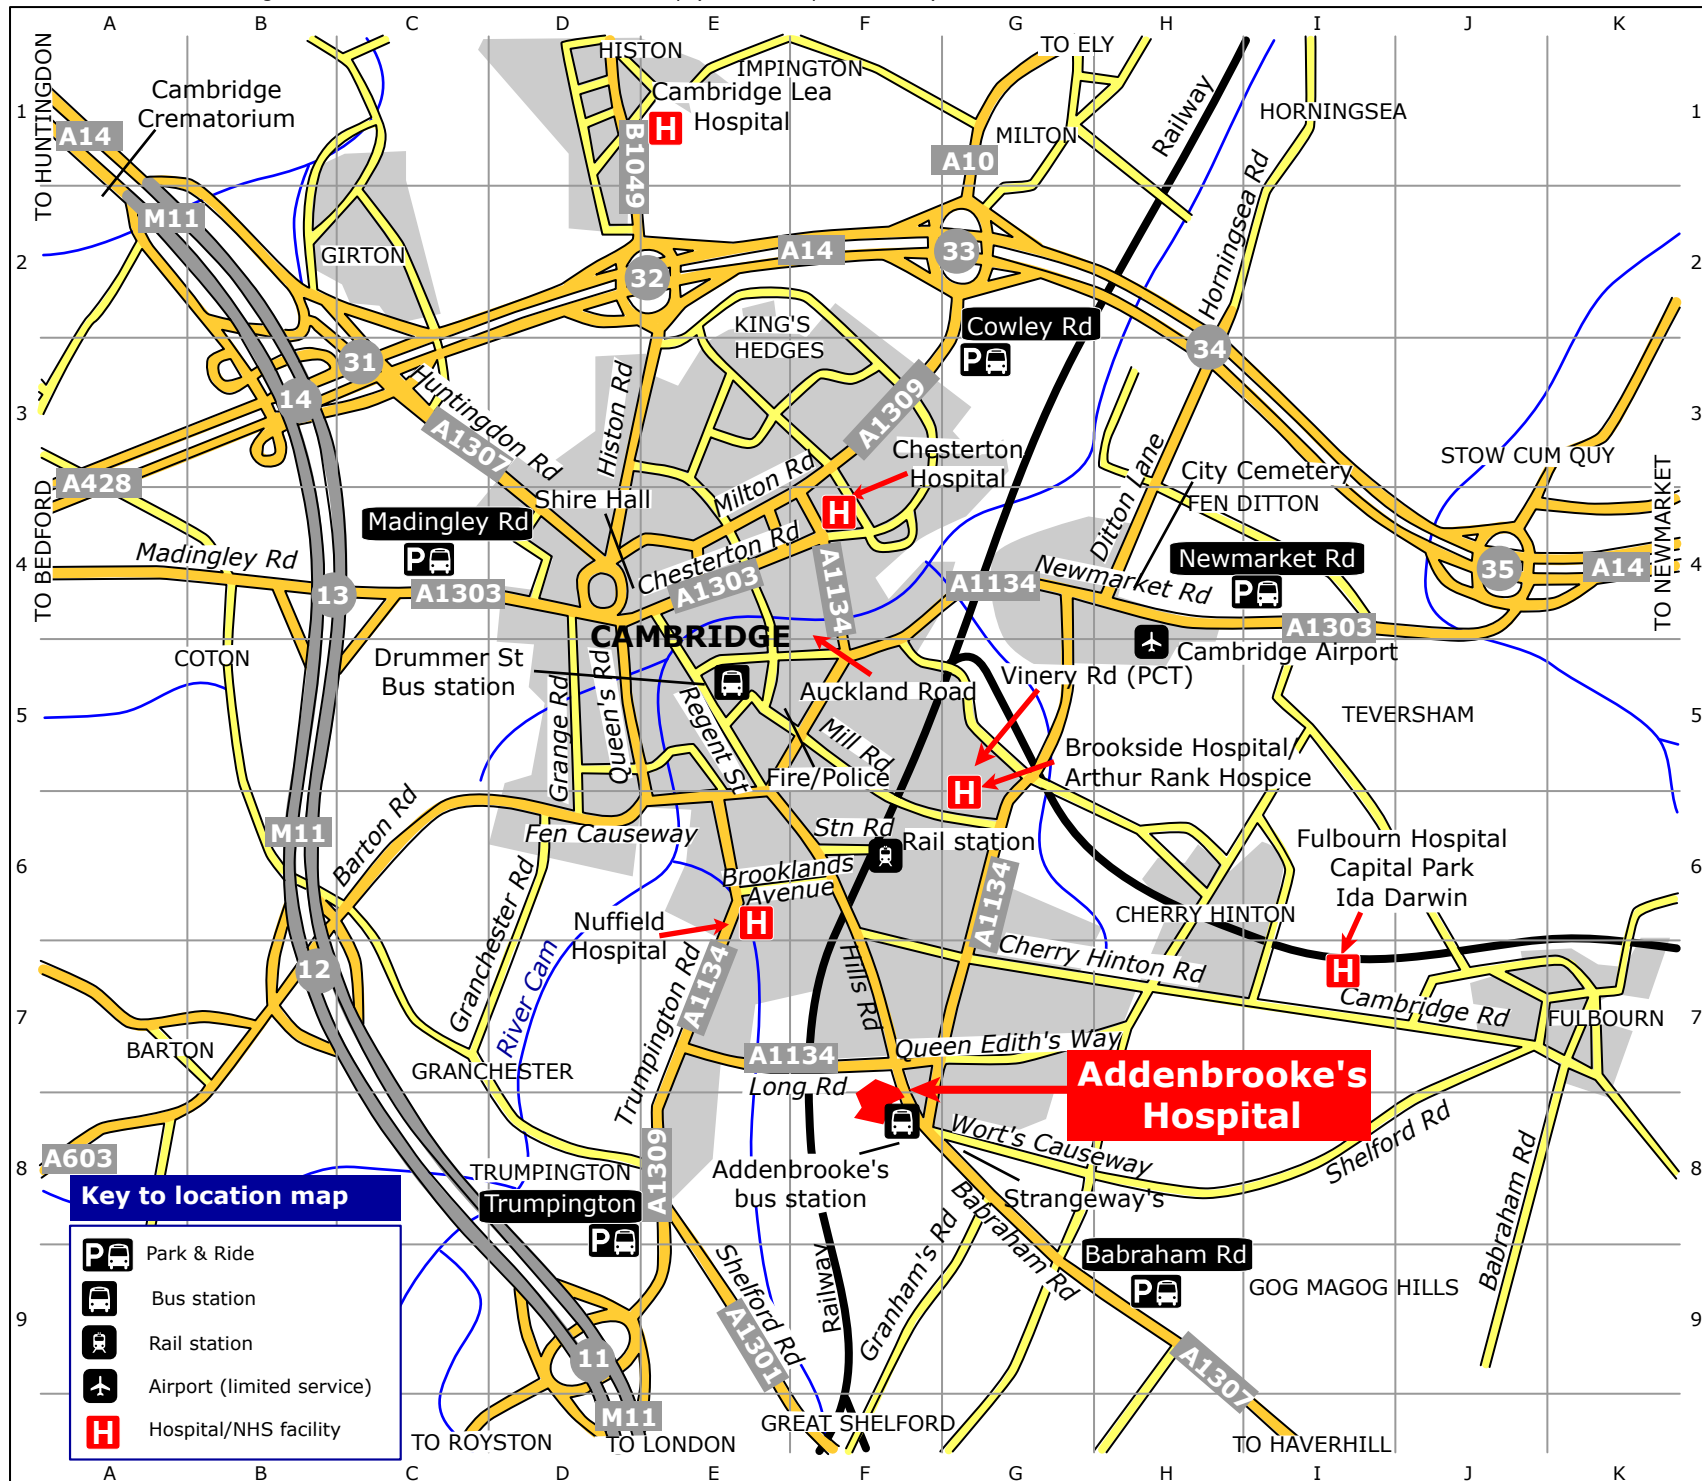 A B C D E F G H I J K
TO HUNTINGDON
HISTON
TO ELY
IMPINGTON
Cambridge
Crematorium
Cambridge Lea
Hospital
H
Railway
HORNINGSEA
1
1
A14
B1049
MILTON
A10
M11
Horningsea Rd
GIRTON
A14
33
2
2
32
KING'S
HEDGES
Cowley Rd
P
31
34
14
Huntingdon Rd
Histon Rd
A1309
3
3
A1307
Chesterton
Hospital
Ditton Lane
STOW CUM QUY
A428
Milton Rd
City Cemetery
Shire Hall
FEN DITTON
H
TO BEDFORD
Madingley Rd
P
Madingley Rd
Chesterton Rd
Newmarket Rd
Newmarket Rd
P
TO NEWMARKET
4
4
A1303
A1303
A1134
A1134
35
A14
13
A1303
CAMBRIDGE
COTON
Drummer St
Bus station
Cambridge Airport
Vinery Rd (PCT)
Auckland Road
Grange Rd
Queen's Rd
Regent St
Mill Rd
TEVERSHAM
5
5
Brookside Hospital/
Arthur Rank Hospice
Fire/Police
H
M11
Barton Rd
Fen Causeway
Stn Rd
Rail station
Fulbourn Hospital
Capital Park
Ida Darwin
6
6
Brooklands
Avenue
Granchester Rd
A1134
CHERRY HINTON
Nuffield
Hospital
H
Cherry Hinton Rd
12
River Cam
Trumpington Rd
A1134
Hills Rd
H
Cambridge Rd
7
7
BARTON
GRANCHESTER
A1134
Long Rd
Queen Edith's Way
FULBOURN
Addenbrooke's
Hospital
Wort's Causeway
Shelford Rd
A603
TRUMPINGTON
A1309
Addenbrooke's
bus station
Strangeway's
Babraham Rd
8
8
Key to location map
Trumpington
P
P Park & Ride
Bus station
Rail station
Airport (limited service)
H Hospital/NHS facility
Shelford Rd
A1301
Railway
Granham's Rd
Babraham Rd
Babraham Rd
P
GOG MAGOG HILLS
9
9
11
A1307
M11
GREAT SHELFORD
TO ROYSTON
TO LONDON
TO HAVERHILL
A B C D E F G H I J K